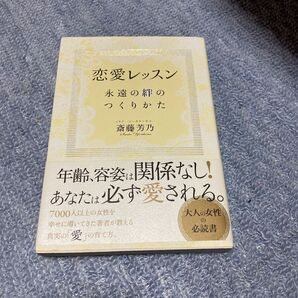 恋愛レッスン
永遠の絆の
つくりかた
斎藤芳乃
年齢、容姿は関係なし!
あなたは必ず愛される。
7000人以上の女性を
幸せに導いてきた著者が教える
真実の「愛」の育て方。
大人の女性
の
必読書